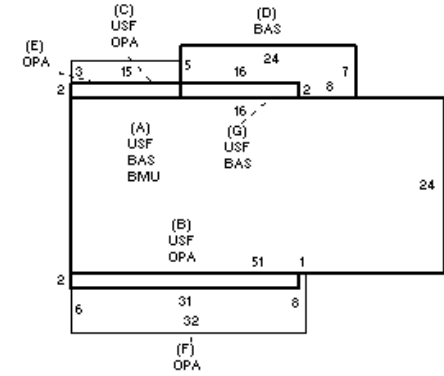 (C)
USF
OPA
(D)
BAS
(E)
OPA
3
15
5
24
16
7
2
2
8
16
(A)
USF
BAS
BMU
(G)
USF
BAS
24
(B)
USF
OPA
51
1
2
6
31
8
32
(F)
OPA